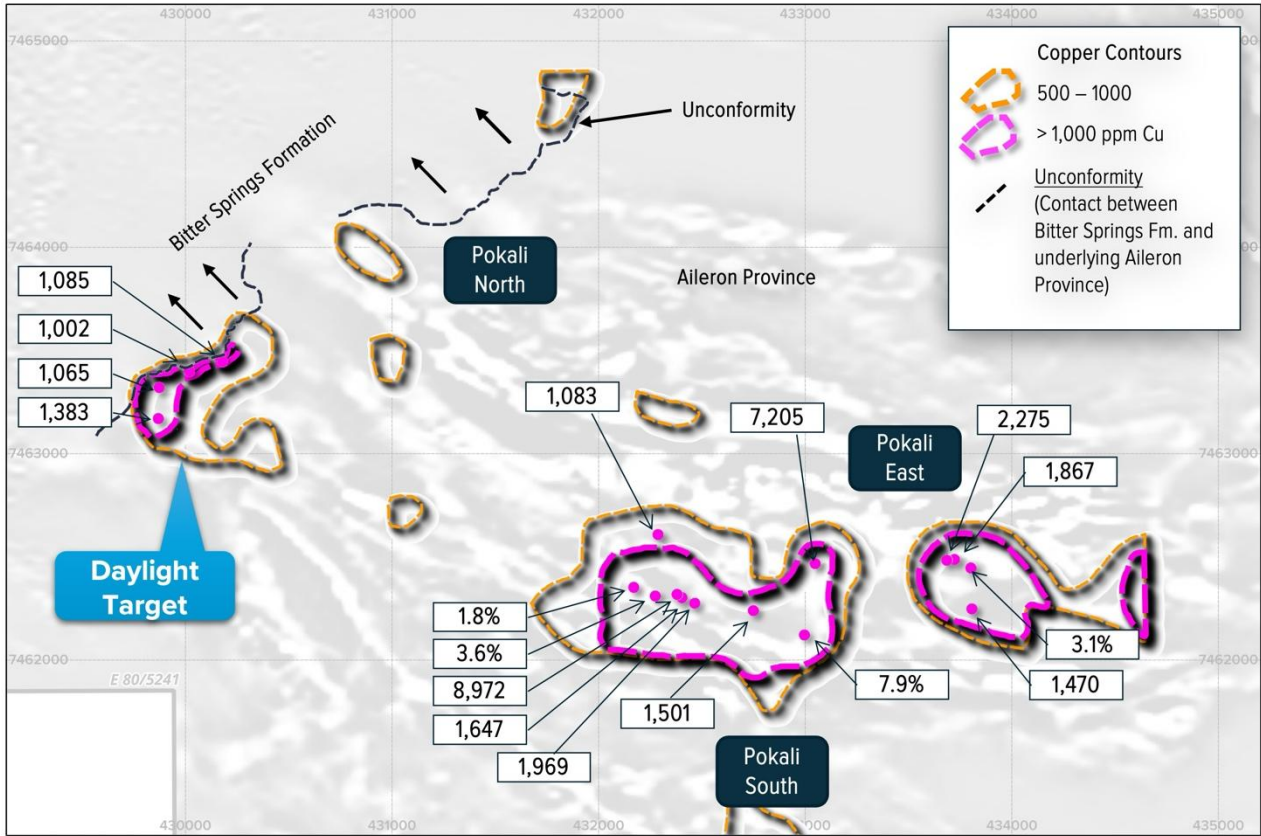 430000
431000
432000
433000
434000
435000
7465000
Copper Contours
500 – 1000
> 1,000 ppm Cu
Unconformity
(Contact between
Bitter Springs Fm. and
underlying Aileron
Province)
Unconformity
Bitter Springs Formation
7464000
Pokali
North
Aileron Province
1,085
1,002
1,065
1,383
7463000
7463000
Daylight
Target
1,083
7,205
Pokali
East
2,275
1,867
1.8%
3.6%
8,972
1,647
1,969
1,501
7.9%
3.1%
1,470
7462000
7462000
E 80/5241
Pokali
South
430000
431000
432000
434000
435000